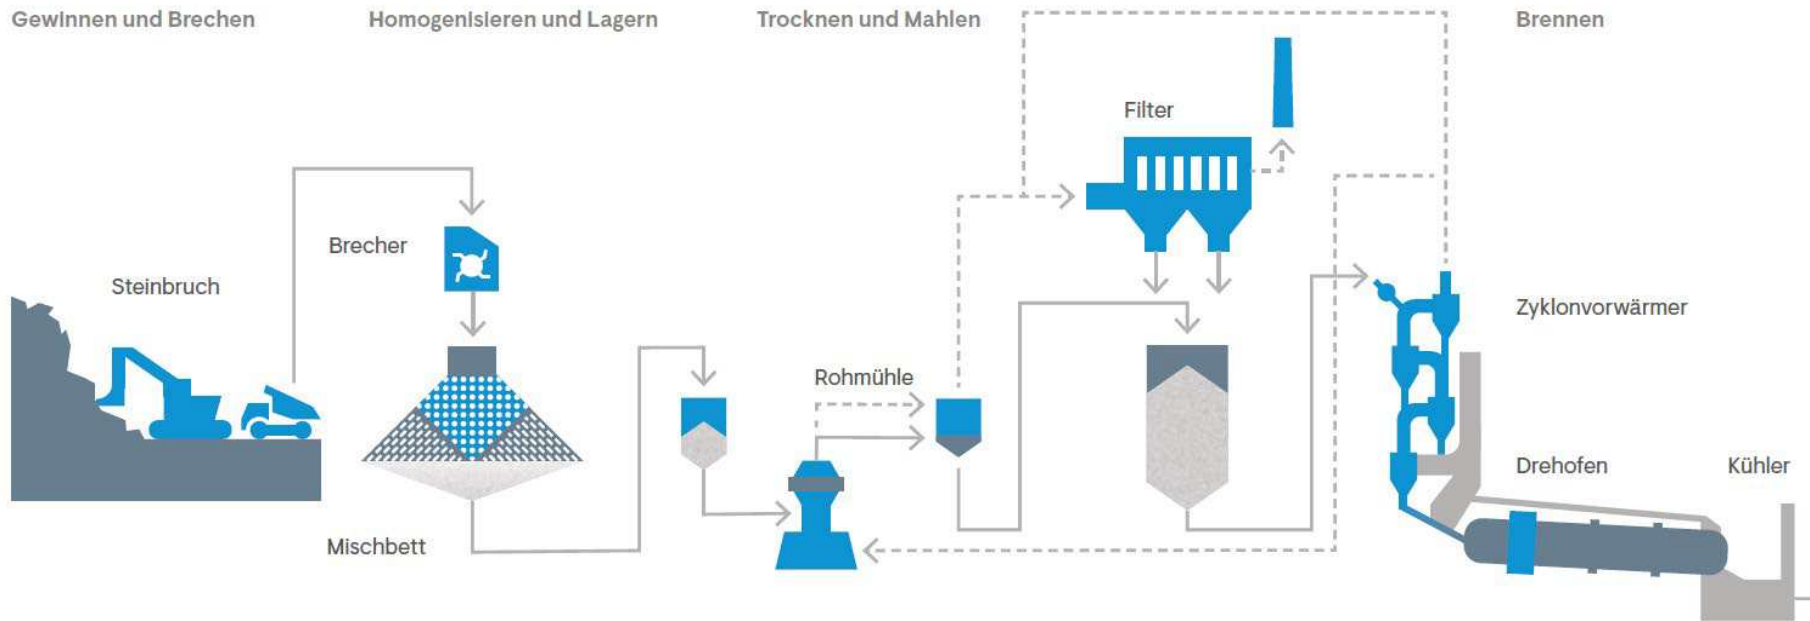 Gewinnen und Brechen
Homogenisieren und Lagern
Trocknen und Mahlen
Brennen
Filter
Brecher
Steinbruch
Zyklonvorwärmer
Rohmühle
Drehofen
Kühler
Mischbett